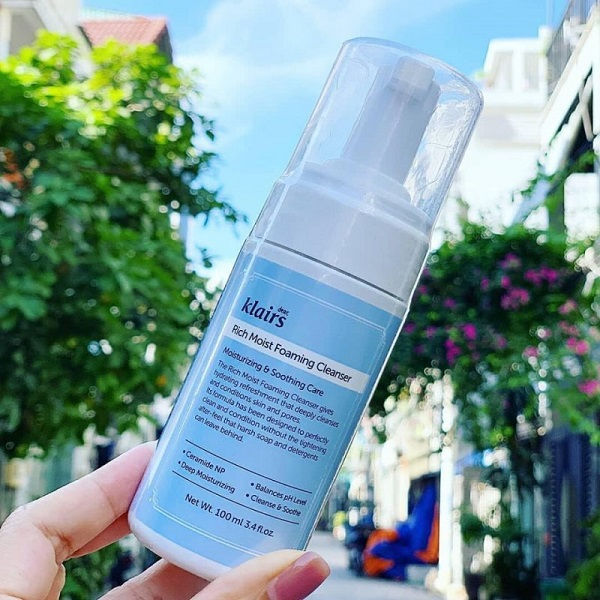 dear,
klairs
Rich Moist Foaming Cleanser
Moisturizing & Soothing Care
The Rich Moist Foaming Cleanser gives
hydrating refreshment that deeply cleanses
and conditions skin and pores.
Its formula has been designed to perfectly
clean and condition without the tightening
after-feel that harsh soap and detergents
can leave behind.
• Ceramide NP
• Balances pH Level
• Deep Moisturizing
• Cleanse & Soothe
Net Wt. 100 ml 3.4 fl.oz.